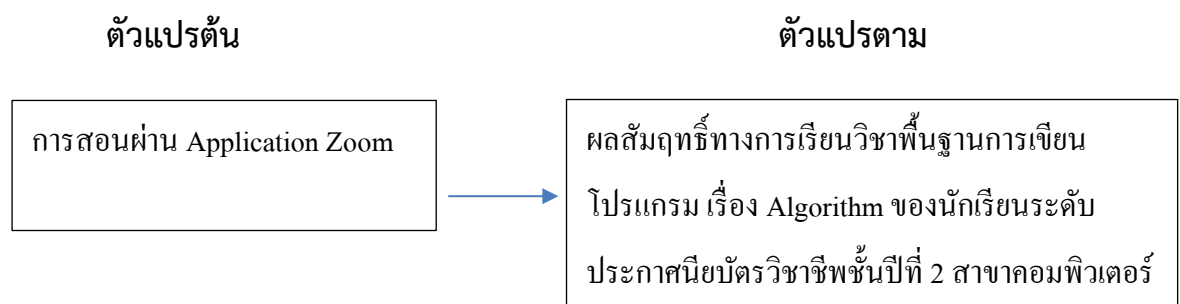 ตัวแปรต้น
ตัวแปรตาม
การสอนผ่าน Application Zoom
ผลสัมฤทธิ์ทางการเรียนวิชาพื้นฐานการเขียน
โปรแกรม เรื่อง Algorithm ของนักเรียนระดับ
ประกาศนียบัตรวิชาชีพชั้นปีที่ 2 สาขาคอมพิวเตอร์